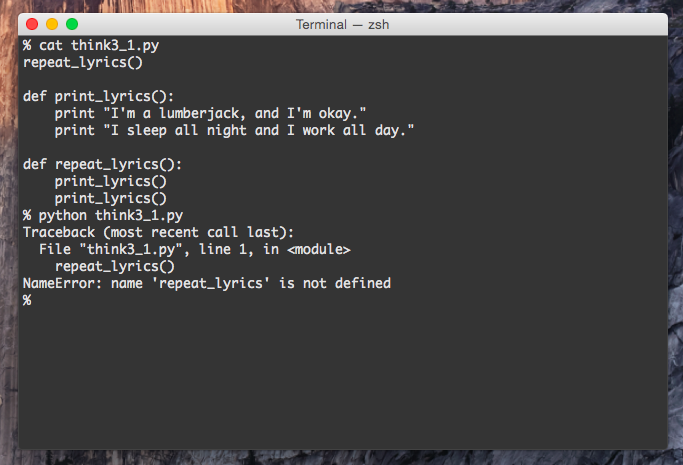 Terminal — zsh
% cat think3_1.py
repeat_lyrics()

def print_lyrics():
    print "I'm a lumberjack, and I'm okay."
    print "I sleep all night and I work all day."

def repeat_lyrics():
    print_lyrics()
    print_lyrics()
% python think3_1.py
Traceback (most recent call last):
  File "think3_1.py", line 1, in <module>
    repeat_lyrics()
NameError: name 'repeat_lyrics' is not defined
%